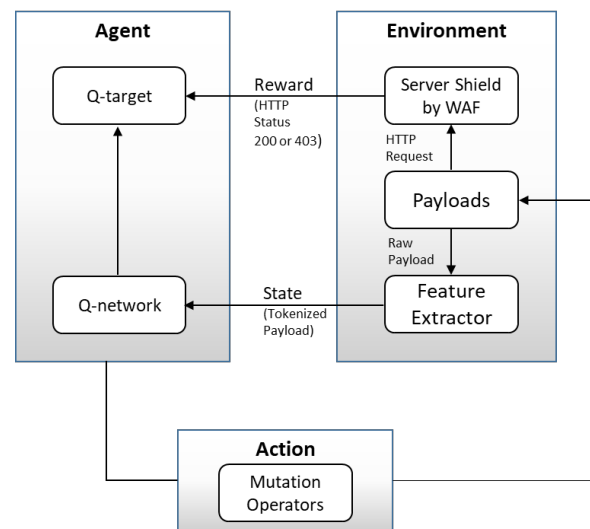 Agent
Environment
Q-target
Reward
(HTTP
Status
200 or 403)
Server Shield
by WAF
HTTP
Request
Payloads
Raw
Payload
Q-network
State
(Tokenized
Payload)
Feature
Extractor
Action
Mutation
Operators